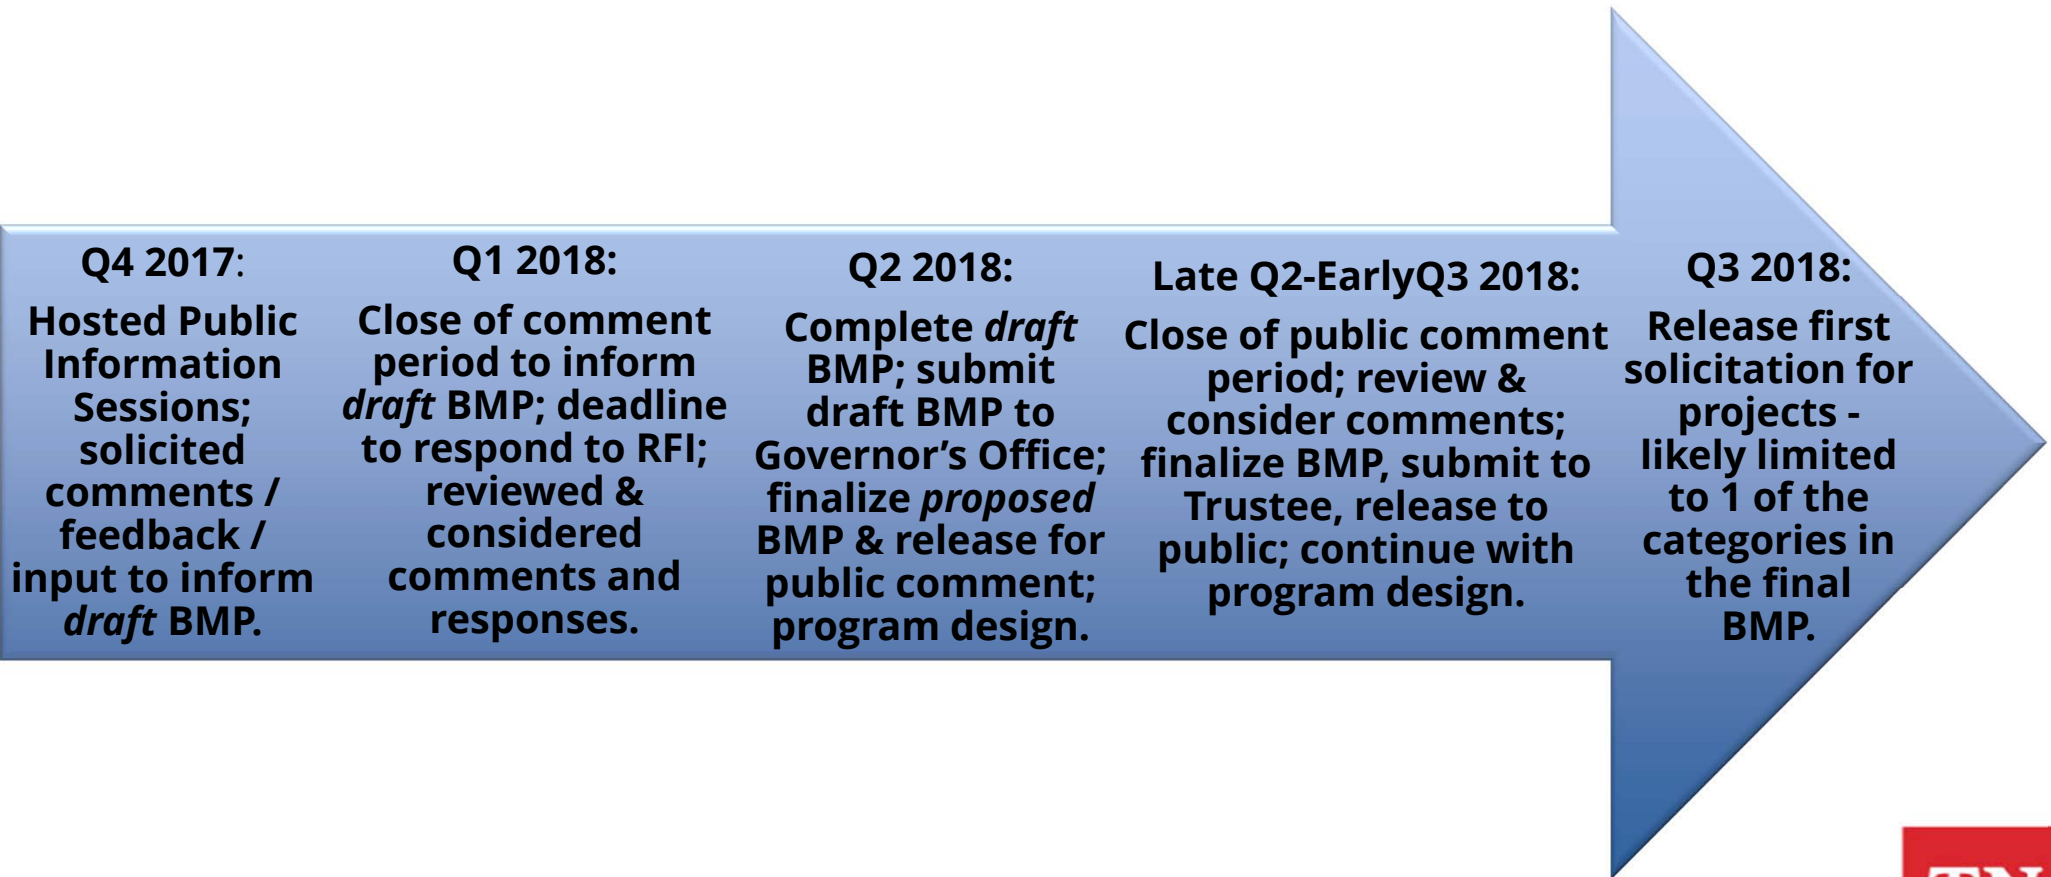 Q4 2017:
Hosted Public
Information
Sessions;
solicited
comments /
feedback /
input to inform
draft BMP.
Q1 2018:
Close of comment
period to inform
draft BMP; deadline
to respond to RFI;
reviewed &
considered
comments and
responses.
Q2 2018:
Complete draft
BMP; submit
draft BMP to
Governor’s Office;
finalize proposed
BMP & release for
public comment;
program design.
Late Q2-EarlyQ3 2018:
Close of public comment
period; review &
consider comments;
finalize BMP, submit to
Trustee, release to
public; continue with
program design.
Q3 2018:
Release first
solicitation for
projects -
likely limited
to 1 of the
categories in
the final
BMP.
TN